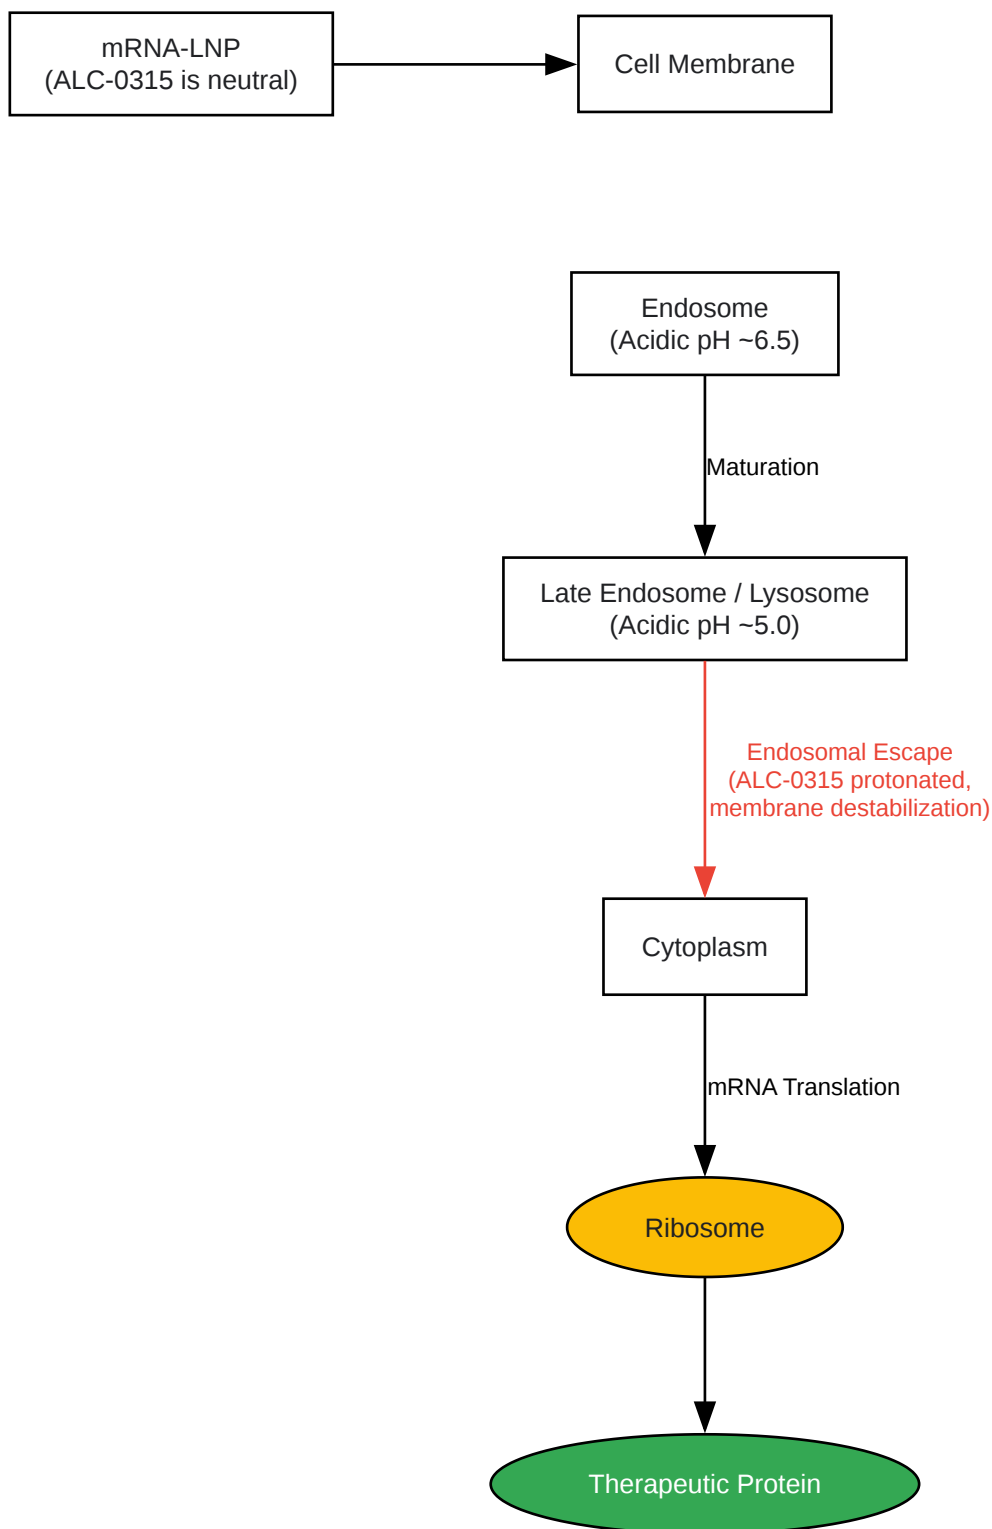 mRNA-LNP
(ALC-0315 is neutral)
Cell Membrane
Endosome
(Acidic pH ~6.5)
Maturation
Late Endosome / Lysosome
(Acidic pH ~5.0)
Endosomal Escape
(ALC-0315 protonated,
membrane destabilization)
Cytoplasm
mRNA Translation
Ribosome
Therapeutic Protein